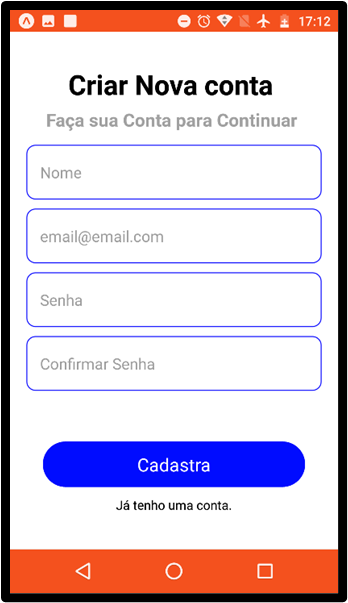 17:12
Criar Nova conta
Faça sua Conta para Continuar
Nome
email@email.com
Senha
Confirmar Senha
Cadastra
Já tenho uma conta.